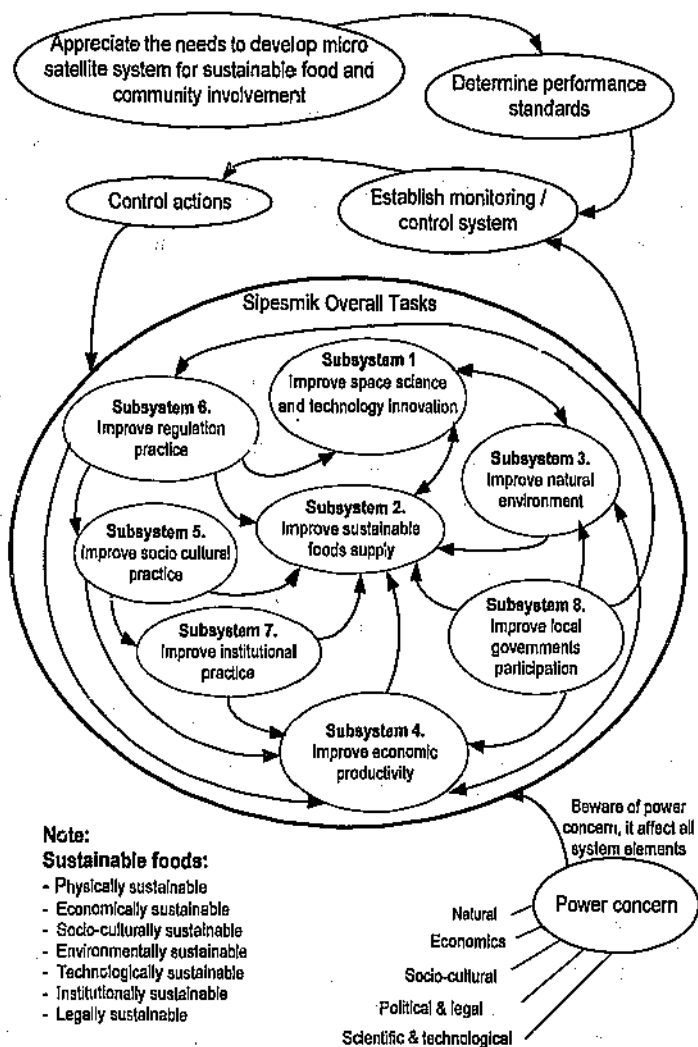 Appreciate the needs to develop micro
satellite system for sustainable food and
community involvement
Determine performance
standards
Control actions
Establish monitoring /
control system
Sipesmik Overall Tasks
Subsystem 1
Improve space science
and technology innovation
Subsystem 6.
Improve regulation
practice
Subsystem 3.
Improve natural
environment
Subsystem 2.
Improve sustainable
foods supply
Subsystem 5.
Improve socio cultural
practice
Subsystem 8.
Improve local
governments
participation
Subsystem 7.
Improve institutional
practice
Subsystem 4.
Improve economic
productivity
Beware of power
concern, it affect all
system elements
Power concern
Natural
Economics
Socio-cultural
Political & legal
Scientific & technological
Note:
Sustainable foods:
- Physically sustainable
- Economically sustainable
- Socio-culturally sustainable
- Environmentally sustainable
- Technologically sustainable
- Institutionally sustainable
- Legally sustainable